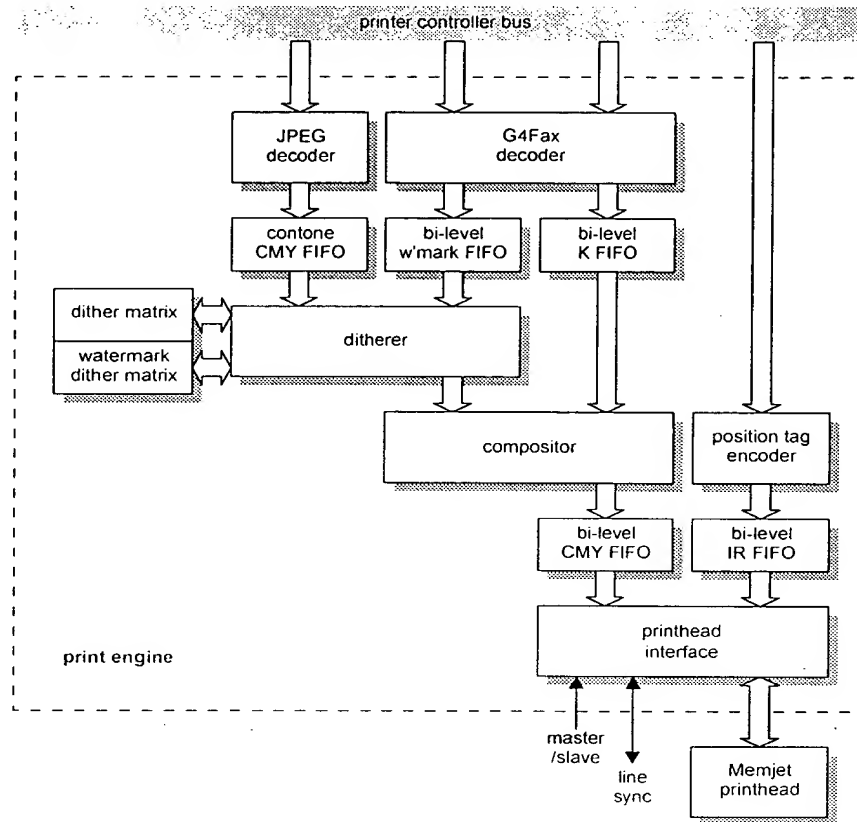 printer controller bus
JPEG
decoder
G4Fax
decoder
contone
CMY FIFO
bi-level
w'mark FIFO
bi-level
K FIFO
dither matrix
watermark
dither matrix
ditherer
compositor
position tag
encoder
bi-level
CMY FIFO
bi-level
IR FIFO
printhead
interface
print engine
master
/slave
line
sync
Memjet
printhead